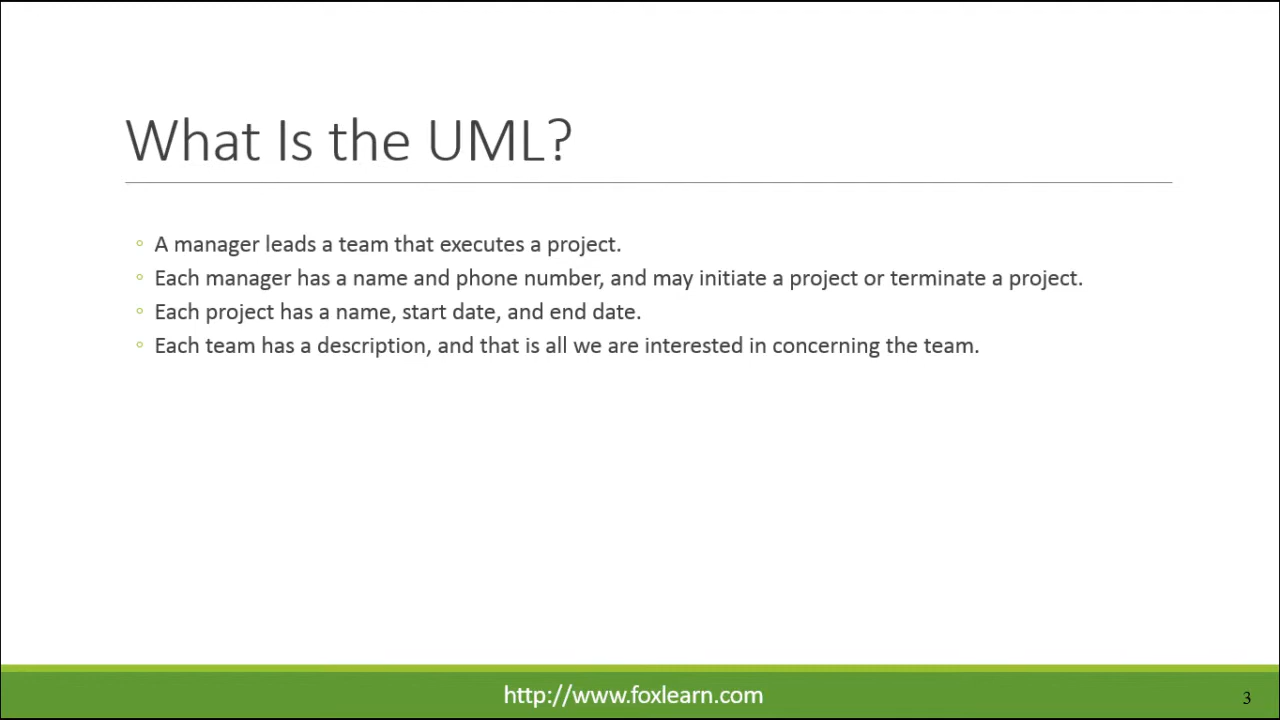 What Is the UML?
◦ A manager leads a team that executes a project.
◦ Each manager has a name and phone number, and may initiate a project or terminate a project.
◦ Each project has a name, start date, and end date.
◦ Each team has a description, and that is all we are interested in concerning the team.
http://www.foxlearn.com
3